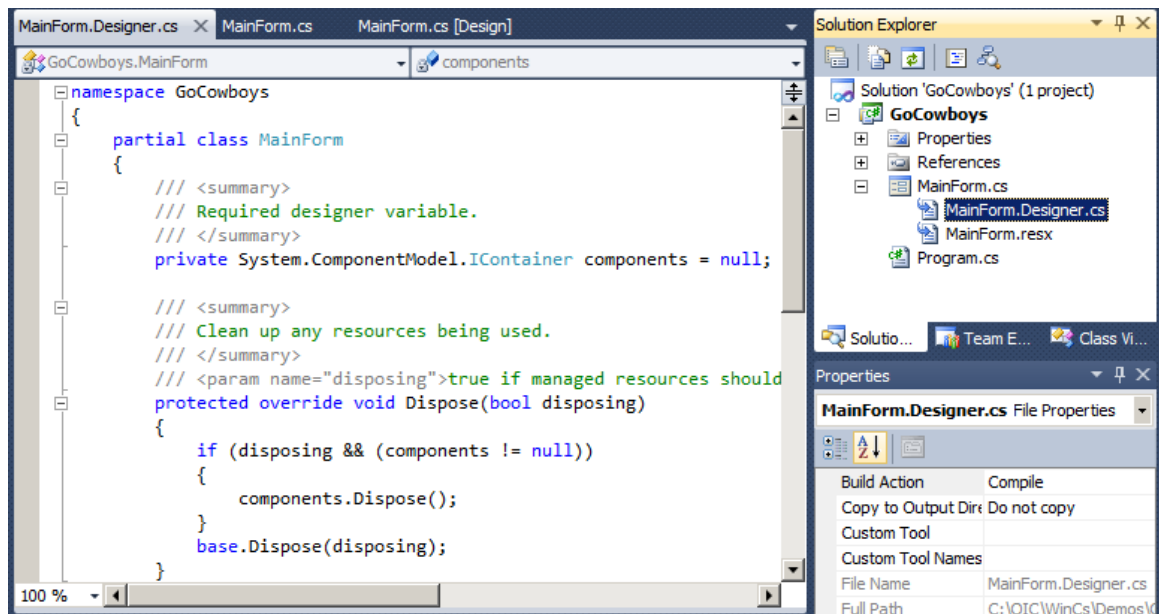 MainForm.Designer.cs MainForm.cs MainForm.cs [Design]
GoCowboys.MainForm components
namespace GoCowboys
{
partial class MainForm
{
/// <summary>
/// Required designer variable.
/// </summary>
private System.ComponentModel.IContainer components = null;
/// <summary>
/// Clean up any resources being used.
/// </summary>
/// <param name="disposing">true if managed resources should
protected override void Dispose(bool disposing)
{
if (disposing && (components != null))
{
components.Dispose();
}
base.Dispose(disposing);
}
100 %
Solution Explorer
Solution 'GoCowboys' (1 project)
GoCowboys
Properties
References
MainForm.cs
MainForm.Designer.cs
MainForm.resx
Program.cs
Solutio... Team E... Class Vi...
Properties
MainForm.Designer.cs File Properties
Build Action Compile
Copy to Output Dire Do not copy
Custom Tool
Custom Tool Names
File Name MainForm.Designer.cs
Full Path C:\OIC\WinCs\Demos\